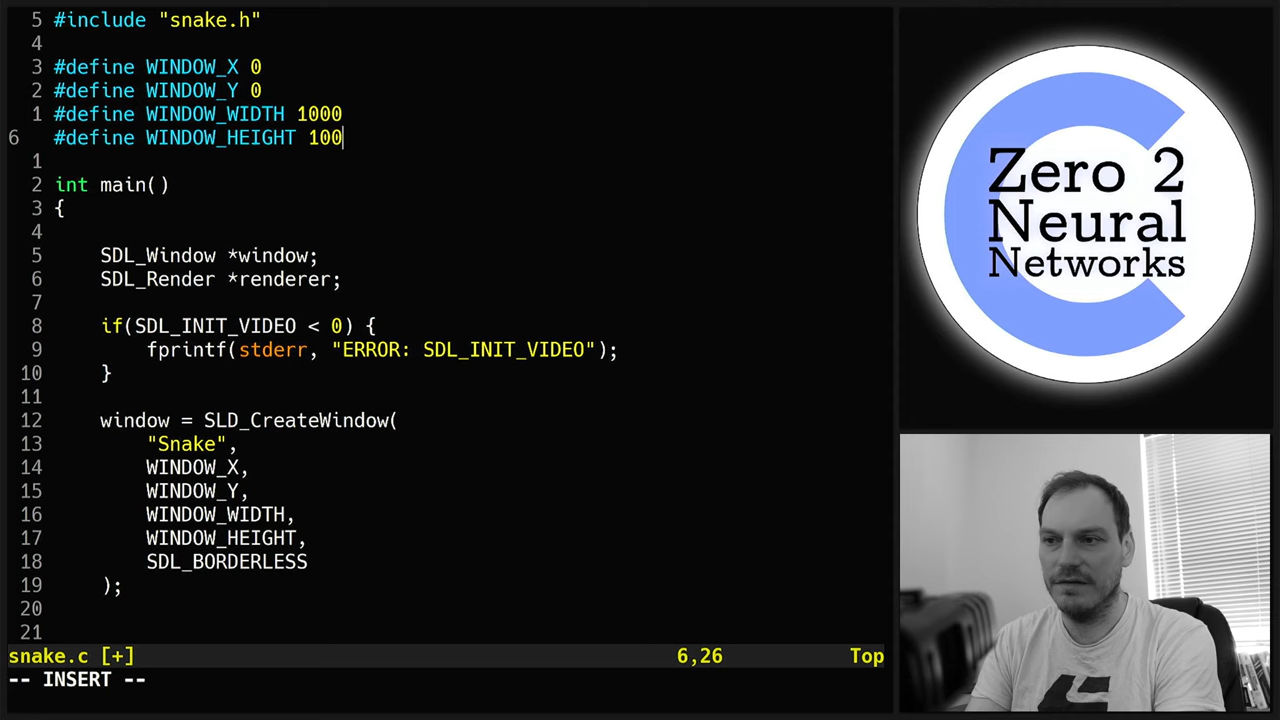 5 #include "snake.h"
4
3 #define WINDOW_X 0
2 #define WINDOW_Y 0
1 #define WINDOW_WIDTH 1000
6 #define WINDOW_HEIGHT 100
1
2 int main()
3 {
4
5 SDL_Window *window;
6 SDL_Render *renderer;
7
8 if(SDL_INIT_VIDEO < 0) {
9 fprintf(stderr, "ERROR: SDL_INIT_VIDEO");
10 }
11
12 window = SLD_CreateWindow(
13 "Snake",
14 WINDOW_X,
15 WINDOW_Y,
16 WINDOW_WIDTH,
17 WINDOW_HEIGHT,
18 SDL_BORDERLESS
19 );
20
21
snake.c [+] 6,26 Top
-- INSERT --
Zero 2
Neural
Networks